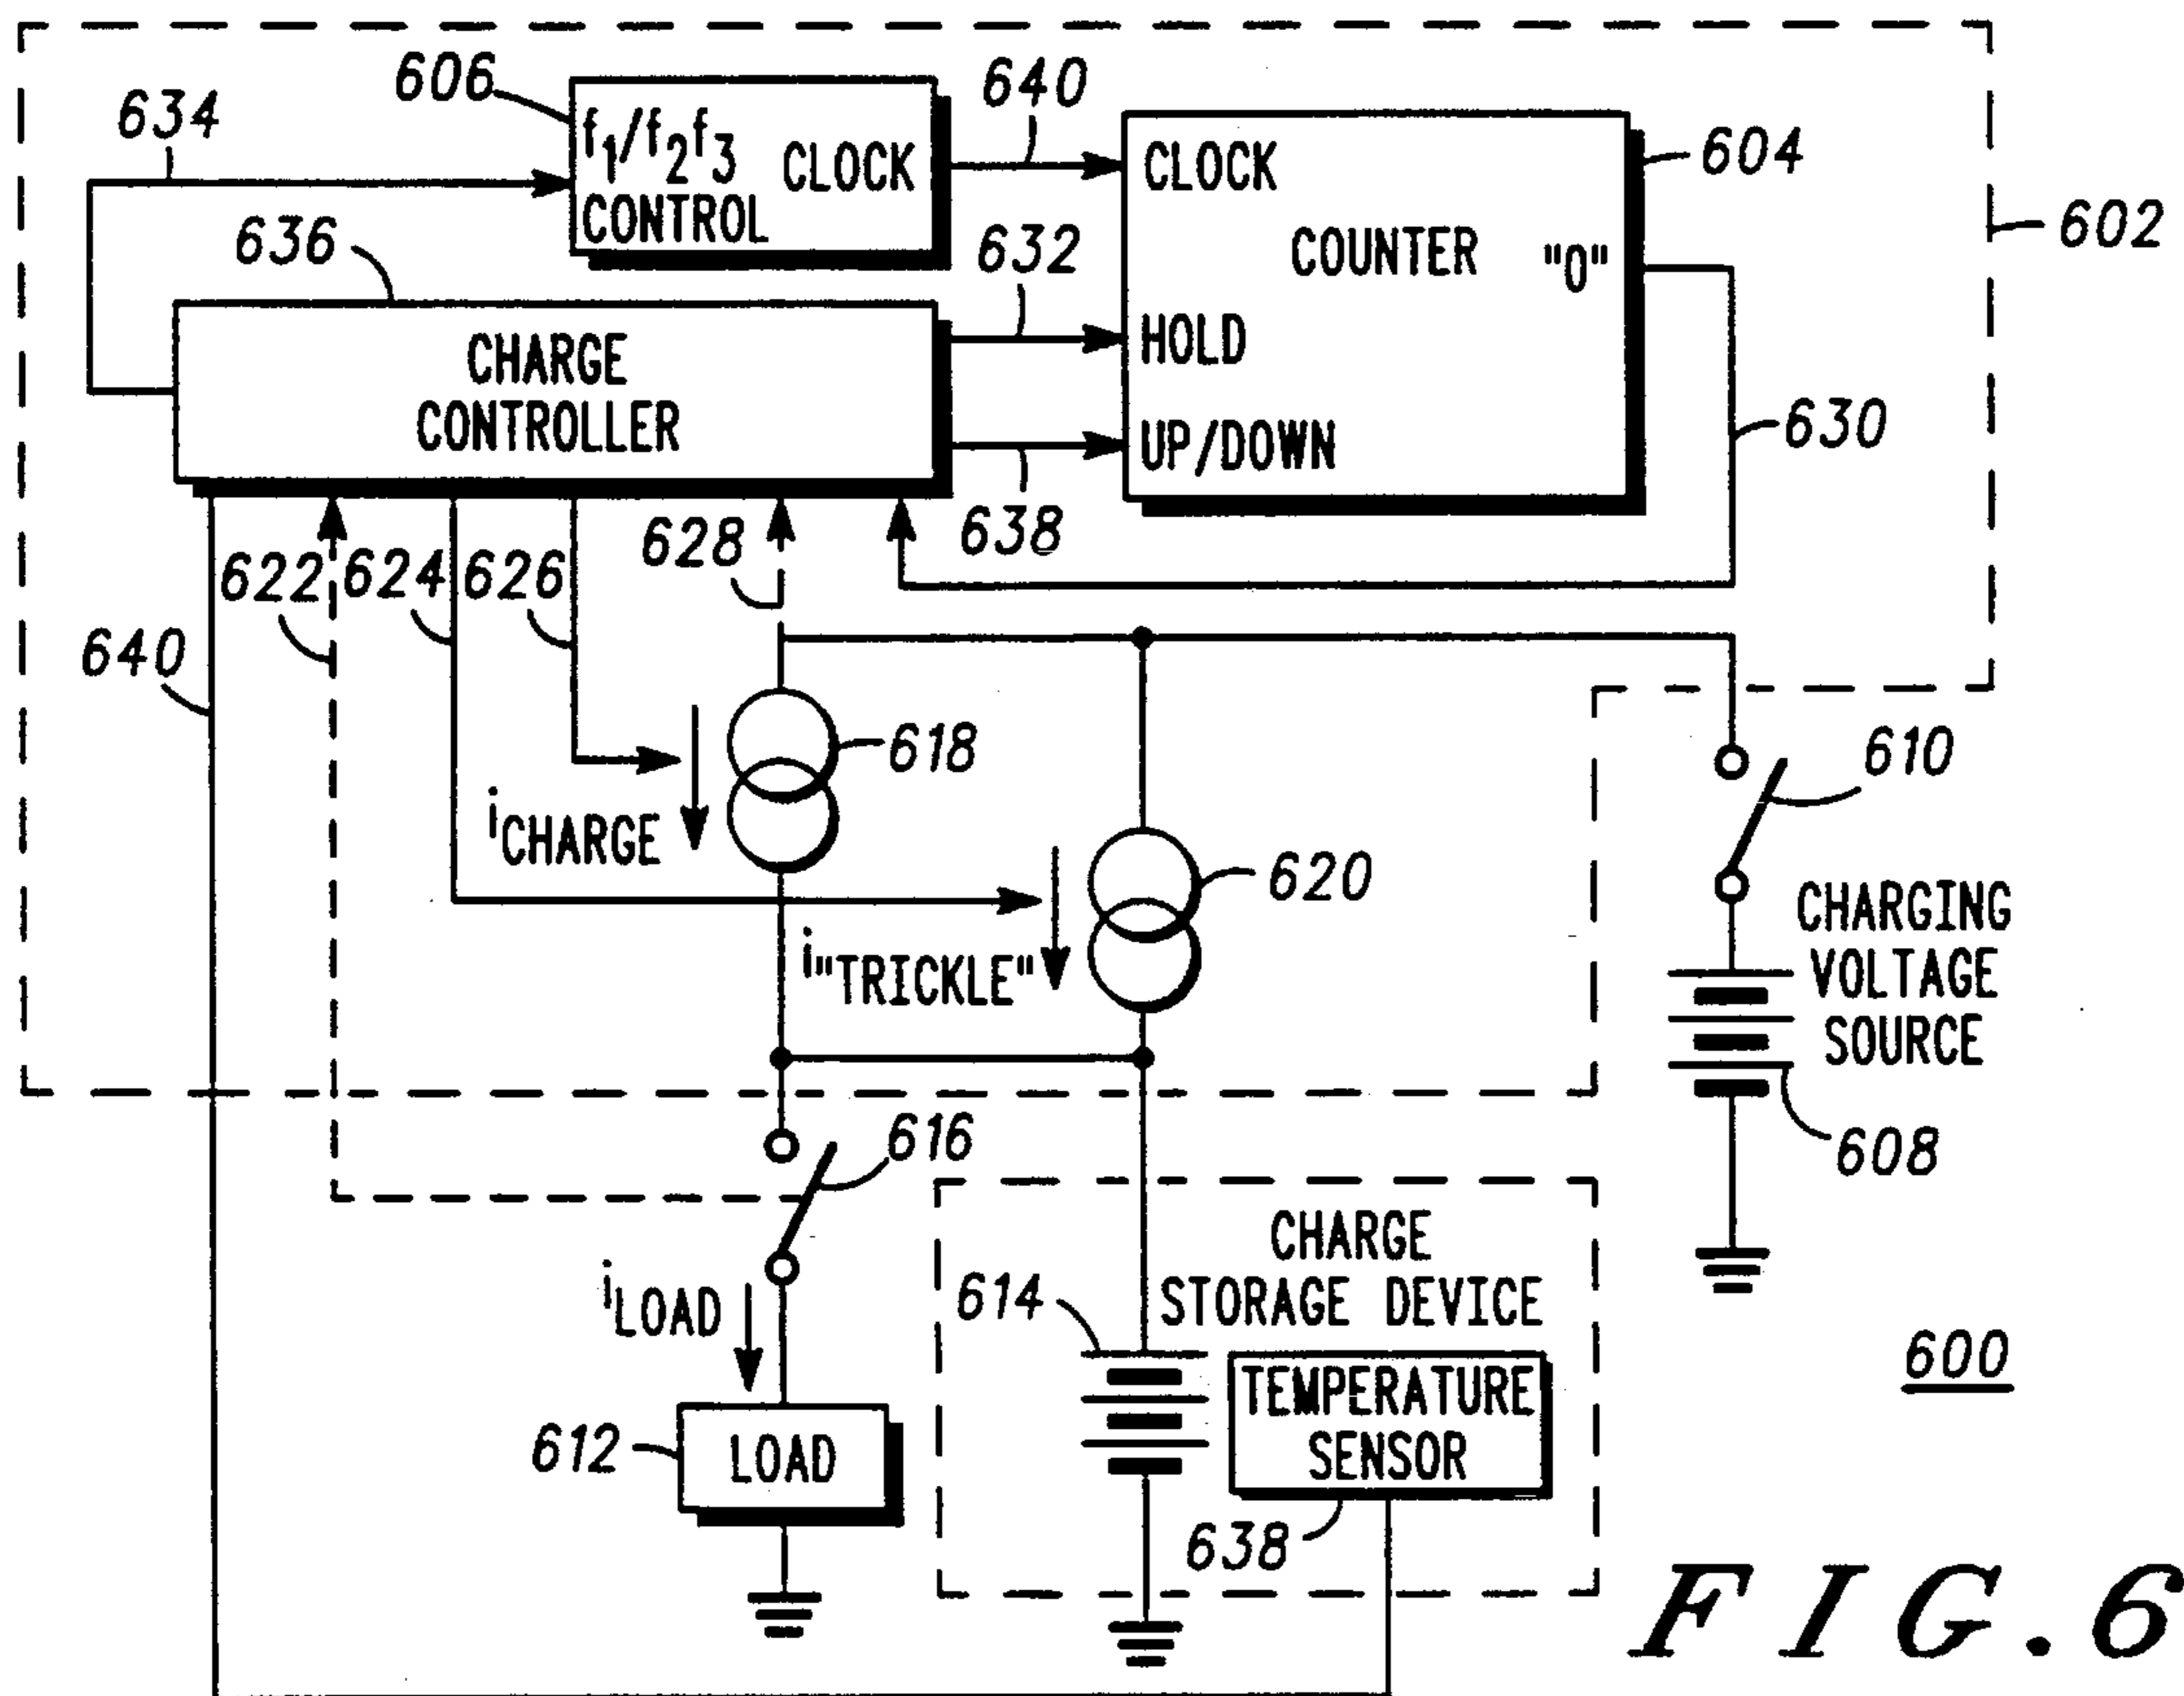 606
640
634
f1/f2f3
CONTROL
CLOCK
CLOCK
604
602
636
632
COUNTER
"0"
CHARGE
CONTROLLER
HOLD
UP/DOWN
630
638
622
624
626
628
640
618
610
iCHARGE
620
i"TRICKLE"
CHARGING
VOLTAGE
SOURCE
616
608
CHARGE
STORAGE DEVICE
614
iLOAD
600
TEMPERATURE
SENSOR
612
LOAD
638
FIG.6